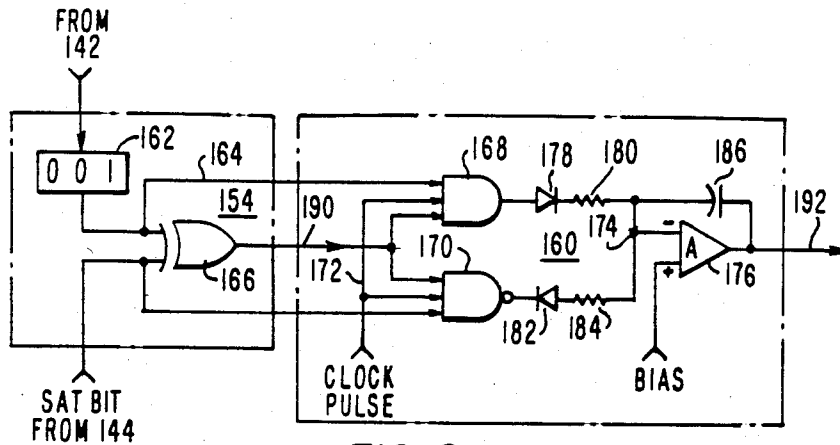 FROM
142
162
0 0 1
164
154
190
166
172
168
178
180
186
174
192
170
160
A
-
+
176
182
184
SAT BIT
FROM 144
CLOCK
PULSE
BIAS